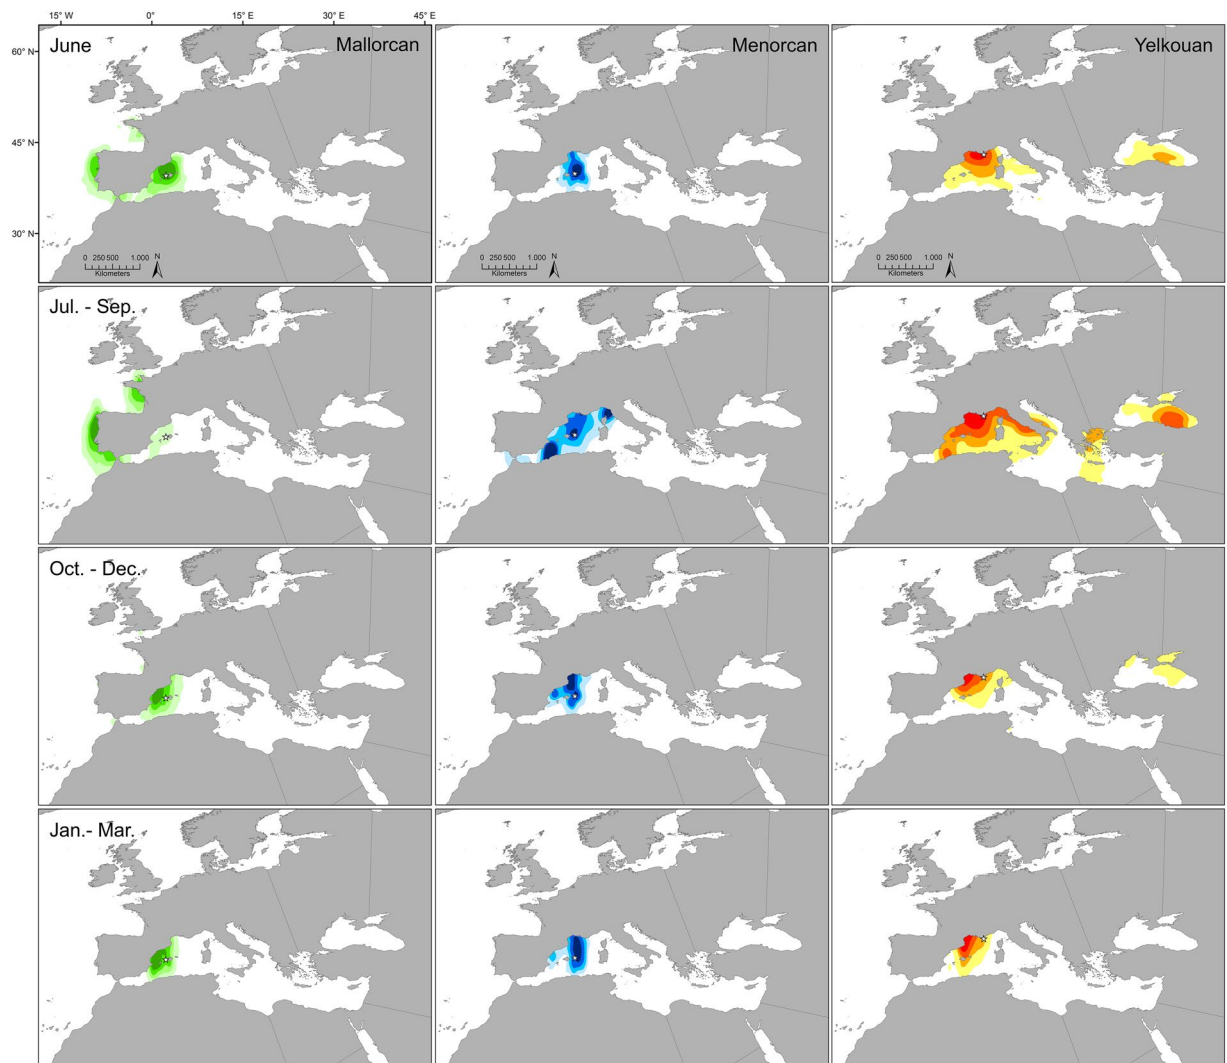 15° W 0° 15° E 30° E 45° E
June Mallorcan Menorcan Yelkouan
60° N
45° N
30° N
0 250 500 1.000 N
Kilometers
0 250 500 1.000 N
Kilometers
0 250 500 1.000 N
Kilometers
Jul. - Sep.
Oct. - Dec.
Jan.- Mar.